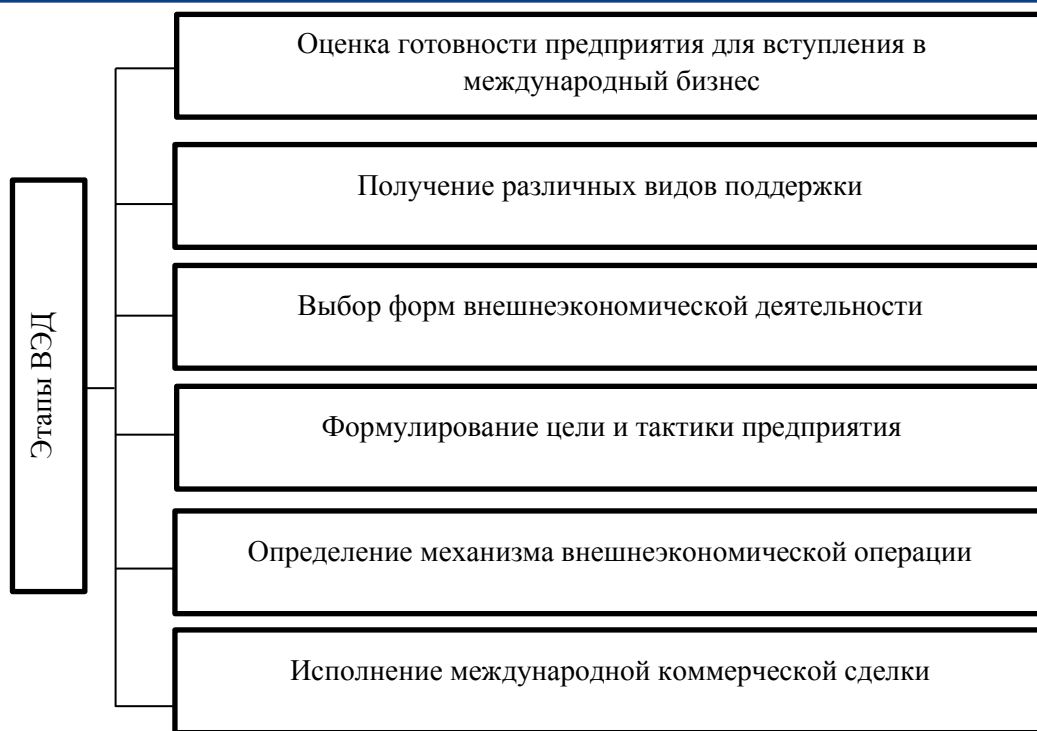 Оценка готовности предприятия для вступления в
международный бизнес
Получение различных видов поддержки
Выбор форм внешнеэкономической деятельности
Этапы ВЭД
Формулирование цели и тактики предприятия
Определение механизма внешнеэкономической операции
Исполнение международной коммерческой сделки